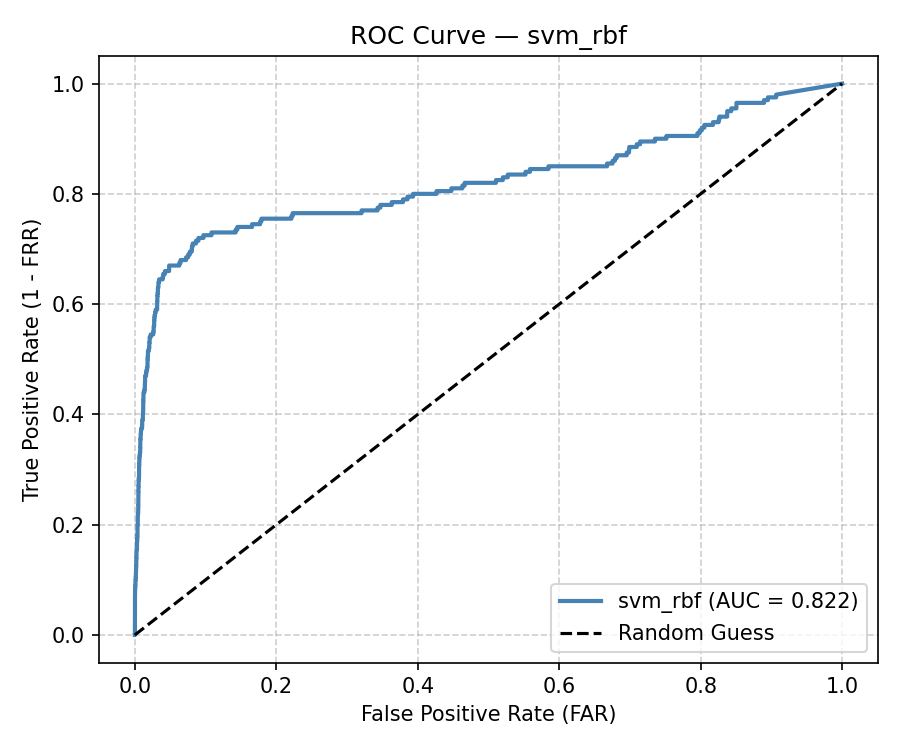 ROC Curve — svm_rbf
True Positive Rate (1 - FRR)
1.0
0.8
0.6
0.4
0.2
0.0
0.0 0.2 0.4 0.6 0.8 1.0
False Positive Rate (FAR)
svm_rbf (AUC = 0.822)
Random Guess